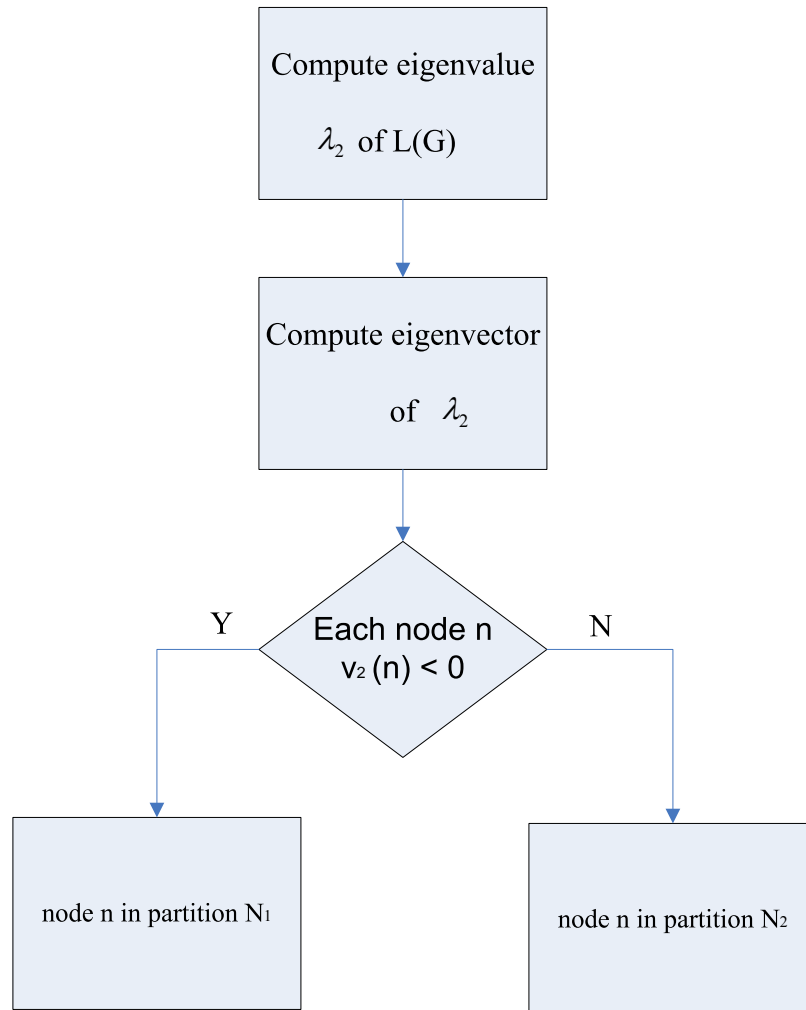 Compute eigenvalue
λ₂ of L(G)
Compute eigenvector
of λ₂
Y
Each node n
N
v₂(n) < 0
node n in partition N₁
node n in partition N₂